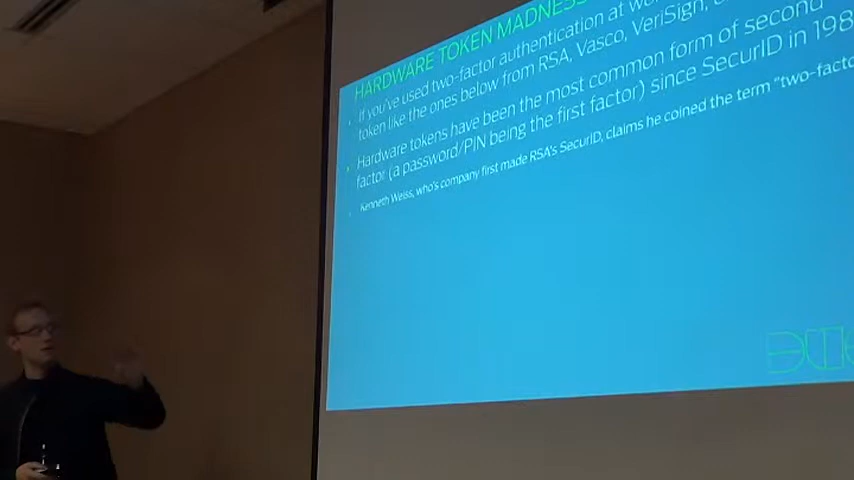 HARDWARE TOKEN MADNESS
If you've used two-factor authentication at
token like the ones below from RSA, Vasco, VeriSign,
Hardware tokens have been the most common form of second
factor (a password/PIN being the first factor) since SecurID in
Kenneth Weiss, who's company first made RSA's SecurID, claims he coined the term